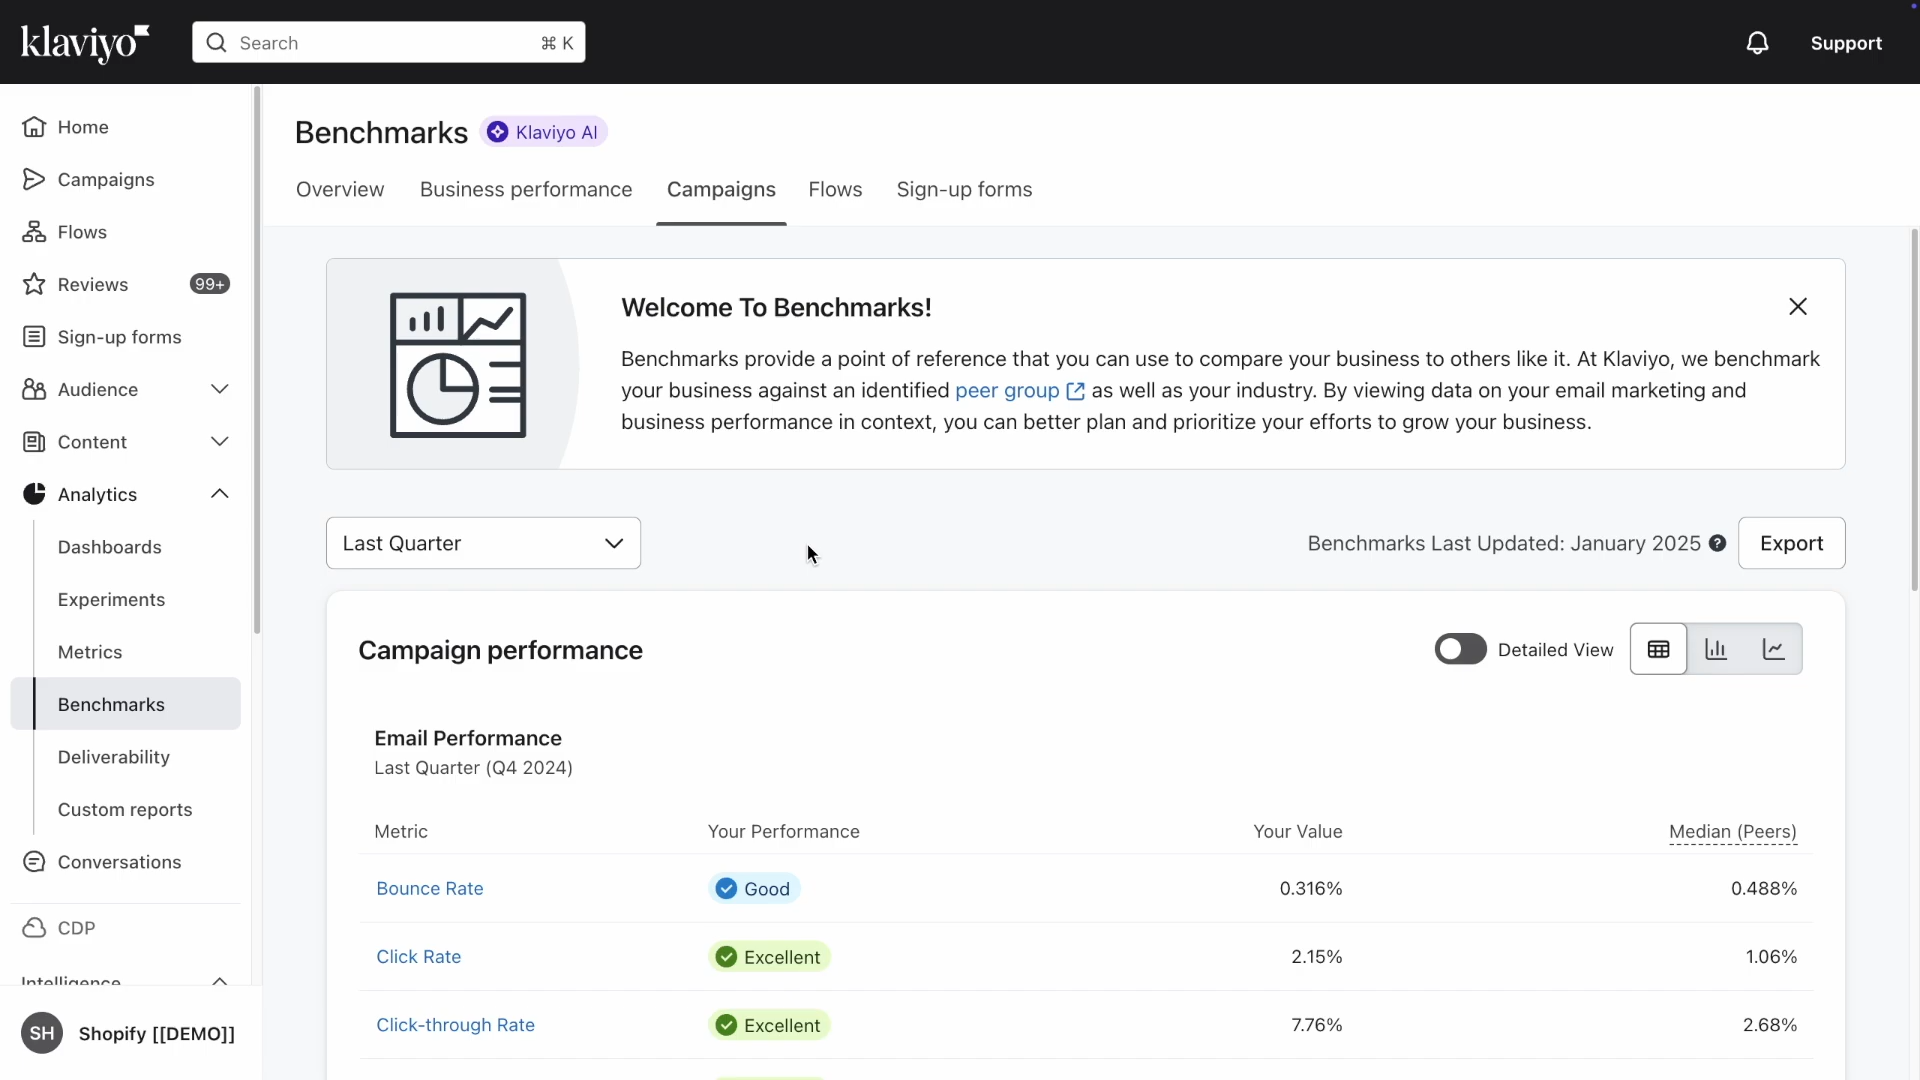 klaviyo
Search
⌘ K
Support
Home
Campaigns
Flows
Reviews
99+
Sign-up forms
Audience
Content
Analytics
Dashboards
Experiments
Metrics
Benchmarks
Deliverability
Custom reports
Conversations
CDP
Intelligence
SH
Shopify [[DEMO]]
Benchmarks
Klaviyo AI
Overview
Business performance
Campaigns
Flows
Sign-up forms
Welcome To Benchmarks!
Benchmarks provide a point of reference that you can use to compare your business to others like it. At Klaviyo, we benchmark
your business against an identified peer group as well as your industry. By viewing data on your email marketing and
business performance in context, you can better plan and prioritize your efforts to grow your business.
Last Quarter
Benchmarks Last Updated: January 2025
?
Export
Campaign performance
Detailed View
Email Performance
Last Quarter (Q4 2024)
Metric Your Performance Your Value Median (Peers)
Bounce Rate Good 0.316% 0.488%
Click Rate Excellent 2.15% 1.06%
Click-through Rate Excellent 7.76% 2.68%